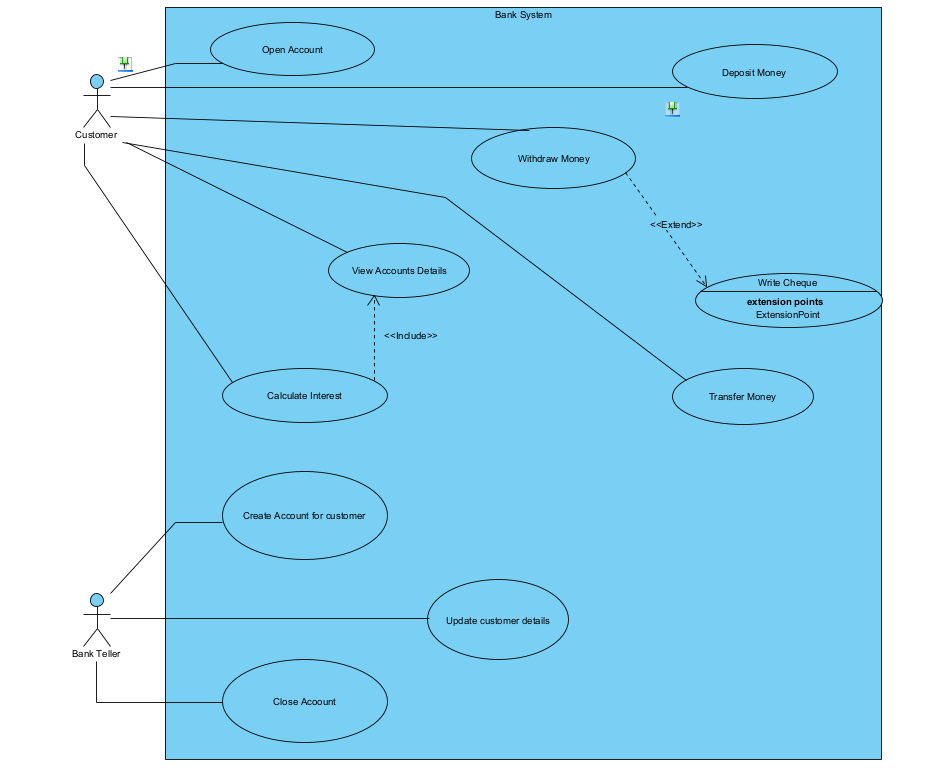 Bank System
Open Account
Deposit Money
Customer
Withdraw Money
<<Extend>>
View Accounts Details
Write Cheque
extension points
ExtensionPoint
<<Include>>
Calculate Interest
Transfer Money
Create Account for customer
Update customer details
Bank Teller
Close Acoount